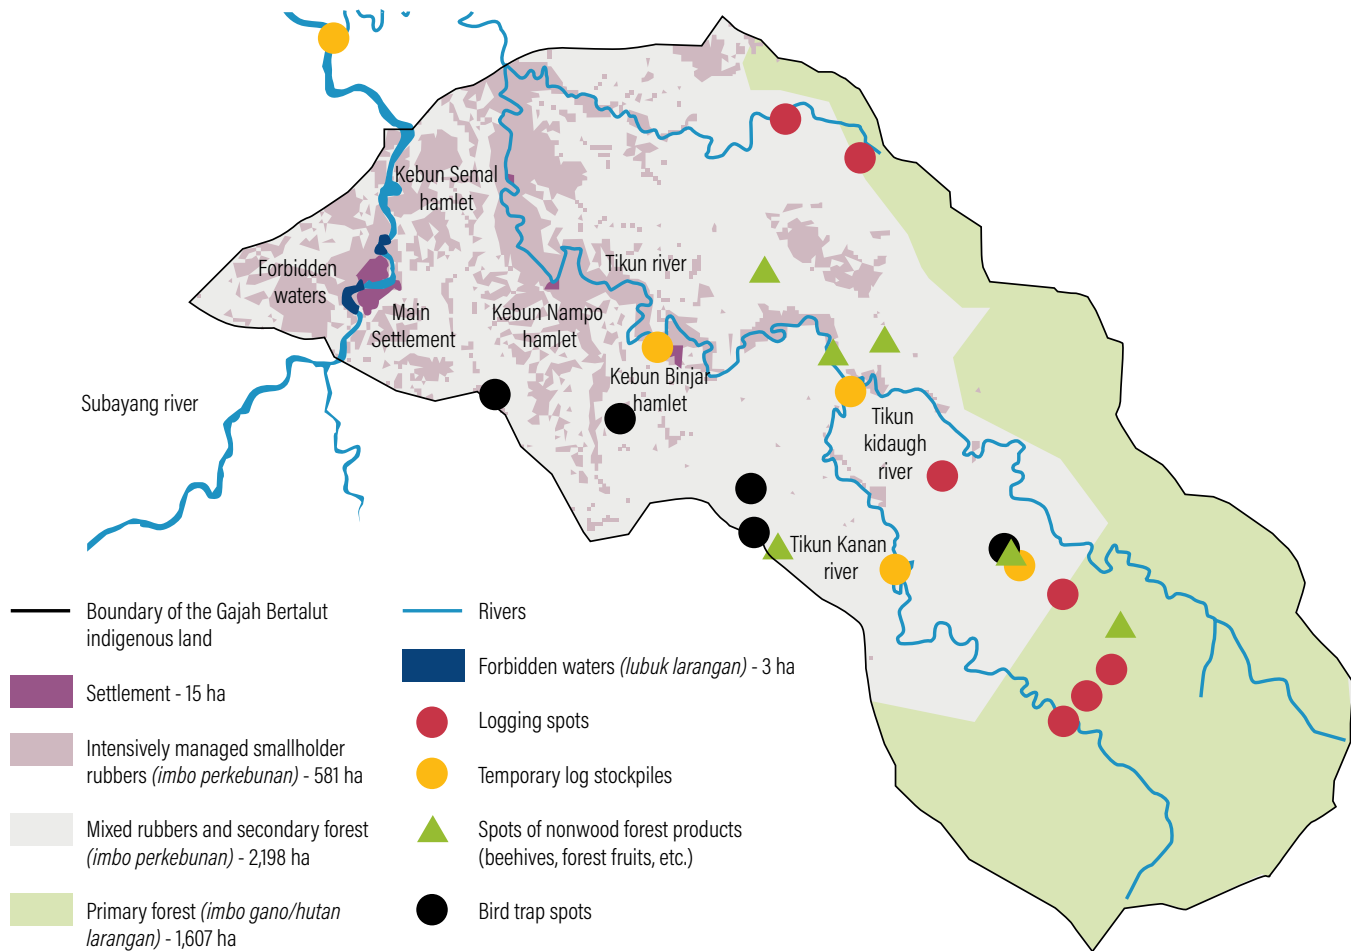 Kebun Semal
hamlet
Forbidden
waters
Tikun river
Main
Settlement
Kebun Nampo
hamlet
Kebun Binjar
hamlet
Subayang river
Tikun
kidaugh
river
Tikun Kanan
river
Boundary of the Gajah Bertalut
indigenous land
Settlement - 15 ha
Intensively managed smallholder
rubbers (imbo perkebunan) - 581 ha
Mixed rubbers and secondary forest
(imbo perkebunan) - 2,198 ha
Primary forest (imbo gano/hutan
larangan) - 1,607 ha
Rivers
Forbidden waters (lubuk larangan) - 3 ha
Logging spots
Temporary log stockpiles
Spots of nonwood forest products
(beehives, forest fruits, etc.)
Bird trap spots